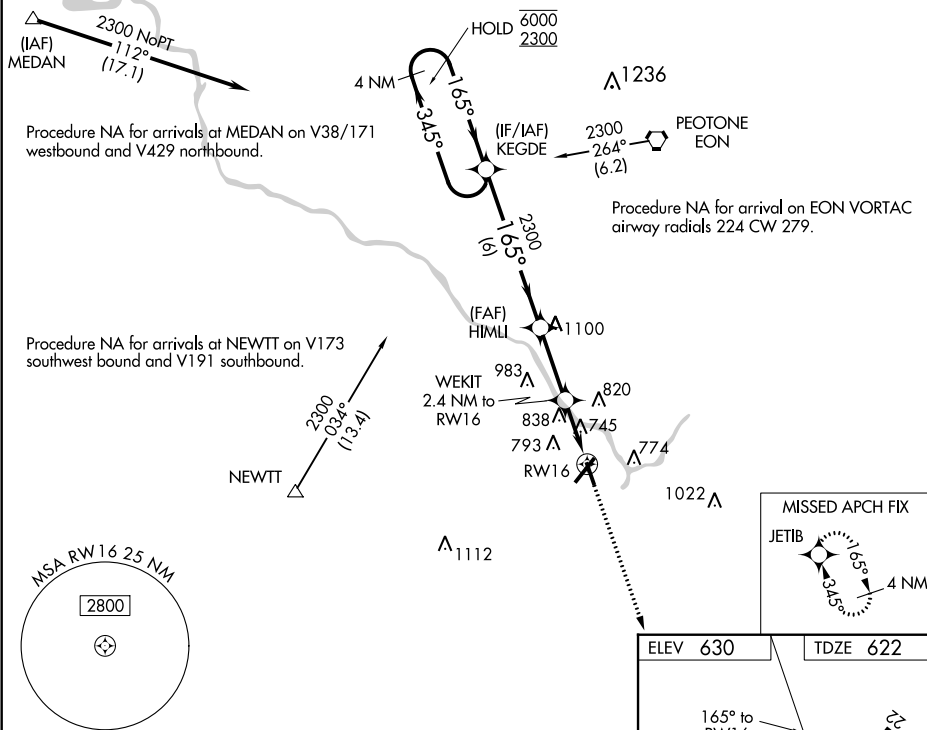 2300 NoPT
112°
(17.1)
(IAF)
MEDAN
HOLD 6000
2300
4 NM
165°
345°
1236
(IF/IAF)
KEGDE
2300
264°
(6.2)
PEOTONE
EON
Procedure NA for arrivals at MEDAN on V38/171
westbound and V429 northbound.
Procedure NA for arrival on EON VORTAC
airway radials 224 CW 279.
2300
165°
(6)
(FAF)
HIMLI
1100
Procedure NA for arrivals at NEWTT on V173
southwest bound and V191 southbound.
983
WEKIT
2.4 NM to
RW16
820
838
745
793
774
RW16
2300
034°
(13.4)
NEWTT
1022
1112
MISSED APCH FIX
JETIB
165°
345°
4 NM
MSA RW16 25 NM
2800
ELEV 630
TDZE 622
165° to
RW16
22